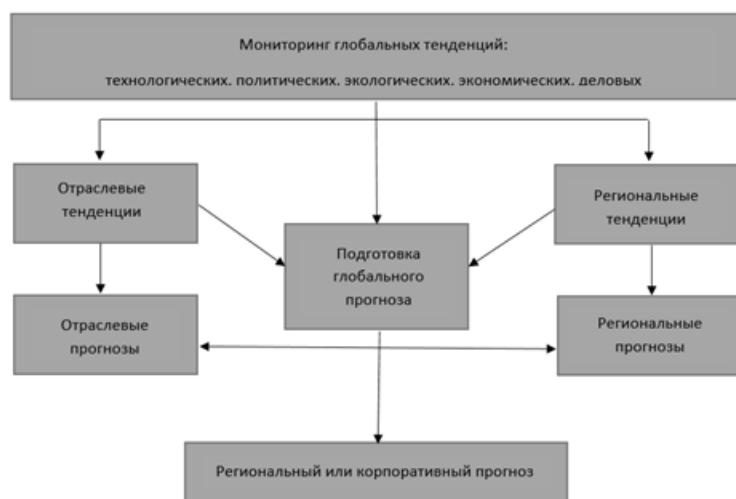 Мониторинг глобальных тенденций:
технологических, политических, экологических, экономических, деловых
Отраслевые
тенденции
Региональные
тенденции
Подготовка
глобального
прогноза
Отраслевые
прогнозы
Региональные
прогнозы
Региональный или корпоративный прогноз